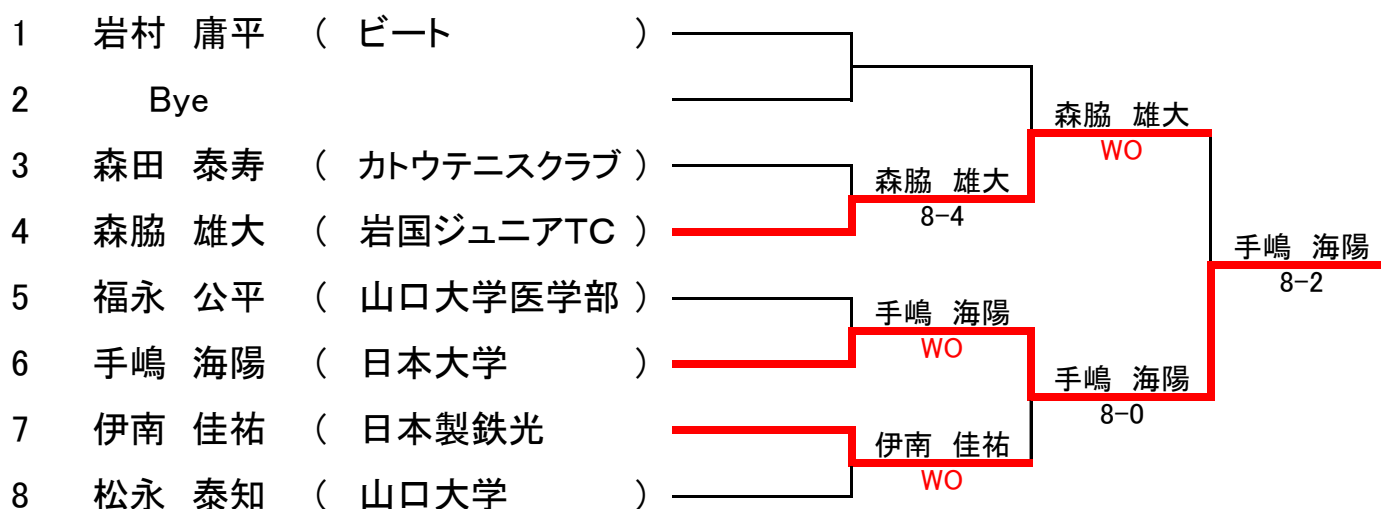 1 岩村 庸平 ( ビート )
2 Bye
3 森田 泰寿 ( カトウテニスクラブ )
4 森脇 雄大 ( 岩国ジュニアTC )
5 福永 公平 ( 山口大学医学部 )
6 手嶋 海陽 ( 日本大学 )
7 伊南 佳祐 ( 日本製鉄光
8 松永 泰知 ( 山口大学 )
森脇 雄大
8-4
手嶋 海陽
WO
伊南 佳祐
WO
森脇 雄大
WO
手嶋 海陽
8-0
手嶋 海陽
8-2